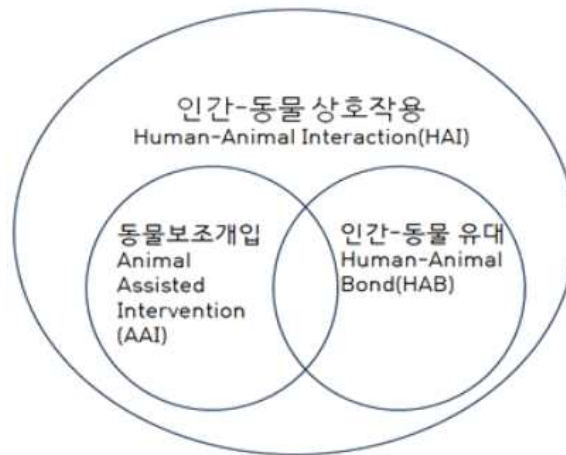 인간-동물 상호작용
Human-Animal Interaction(HAI)
동물보조개입
Animal
Assisted
Intervention
(AAI)
인간-동물 유대
Human-Animal
Bond(HAB)